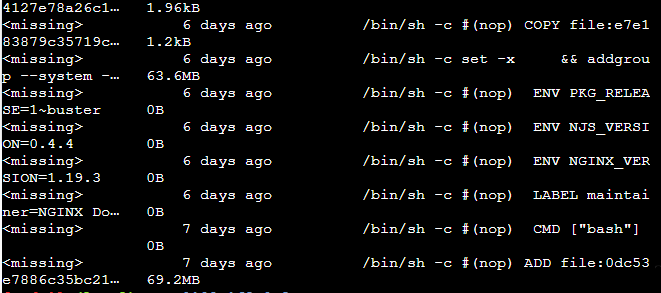 4127e78a26c1… 1.96kB
<missing> 6 days ago /bin/sh -c #(nop) COPY file:e7e1
83879c35719c… 1.2kB
<missing> 6 days ago /bin/sh -c set -x && addgrou
p --system -… 63.6MB
<missing> 6 days ago /bin/sh -c #(nop) ENV PKG_RELEA
SE=1~buster 0B
<missing> 6 days ago /bin/sh -c #(nop) ENV NJS_VERSI
ON=0.4.4 0B
<missing> 6 days ago /bin/sh -c #(nop) ENV NGINX_VER
SION=1.19.3 0B
<missing> 6 days ago /bin/sh -c #(nop) LABEL maintai
ner=NGINX Do… 0B
<missing> 7 days ago /bin/sh -c #(nop) CMD ["bash"]
0B
<missing> 7 days ago /bin/sh -c #(nop) ADD file:0dc53
e7886c35bc21… 69.2MB